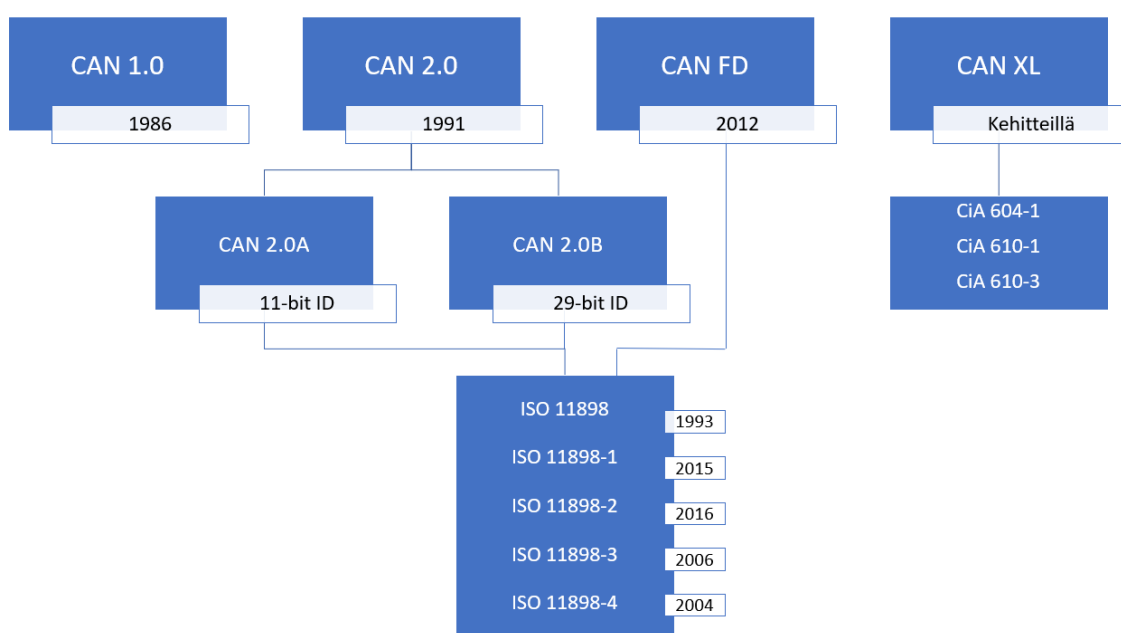 CAN 1.0
1986
CAN 2.0
1991
CAN FD
2012
CAN XL
Kehitteillä
CAN 2.0A
11-bit ID
CAN 2.0B
29-bit ID
CiA 604-1
CiA 610-1
CiA 610-3
ISO 11898
1993
ISO 11898-1
2015
ISO 11898-2
2016
ISO 11898-3
2006
ISO 11898-4
2004